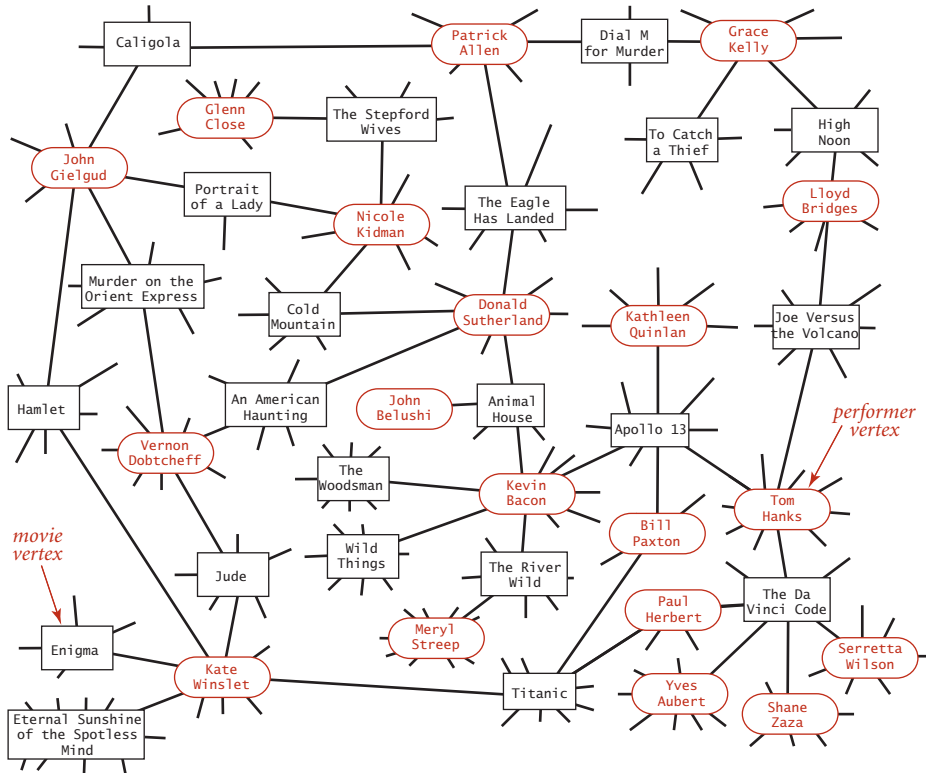 Caligola
Patrick
Allen
Dial M
for Murder
Grace
Kelly
Glenn
Close
The Stepford
Wives
To Catch
a Thief
High
Noon
John
Gielgud
Portrait
of a Lady
Nicole
Kidman
The Eagle
Has Landed
Lloyd
Bridges
Murder on the
Orient Express
Cold
Mountain
Donald
Sutherland
Kathleen
Quinlan
Joe Versus
the Volcano
Hamlet
An American
Haunting
John
Belushi
Animal
House
Apollo 13
performer
vertex
Vernon
Dobtcheff
The
Woodsman
Kevin
Bacon
Tom
Hanks
movie
vertex
Jude
Wild
Things
The River
Wild
Bill
Paxton
Paul
Herbert
The Da
Vinci Code
Enigma
Kate
Winslet
Meryl
Streep
Titanic
Yves
Aubert
Shane
Zaza
Serretta
Wilson
Eternal Sunshine
of the Spotless
Mind